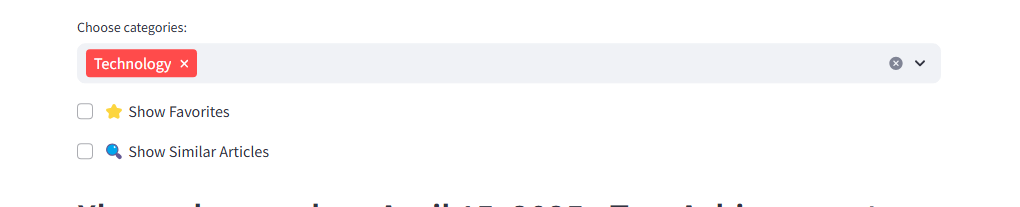 Choose categories:
Technology ×
Show Favorites
Show Similar Articles